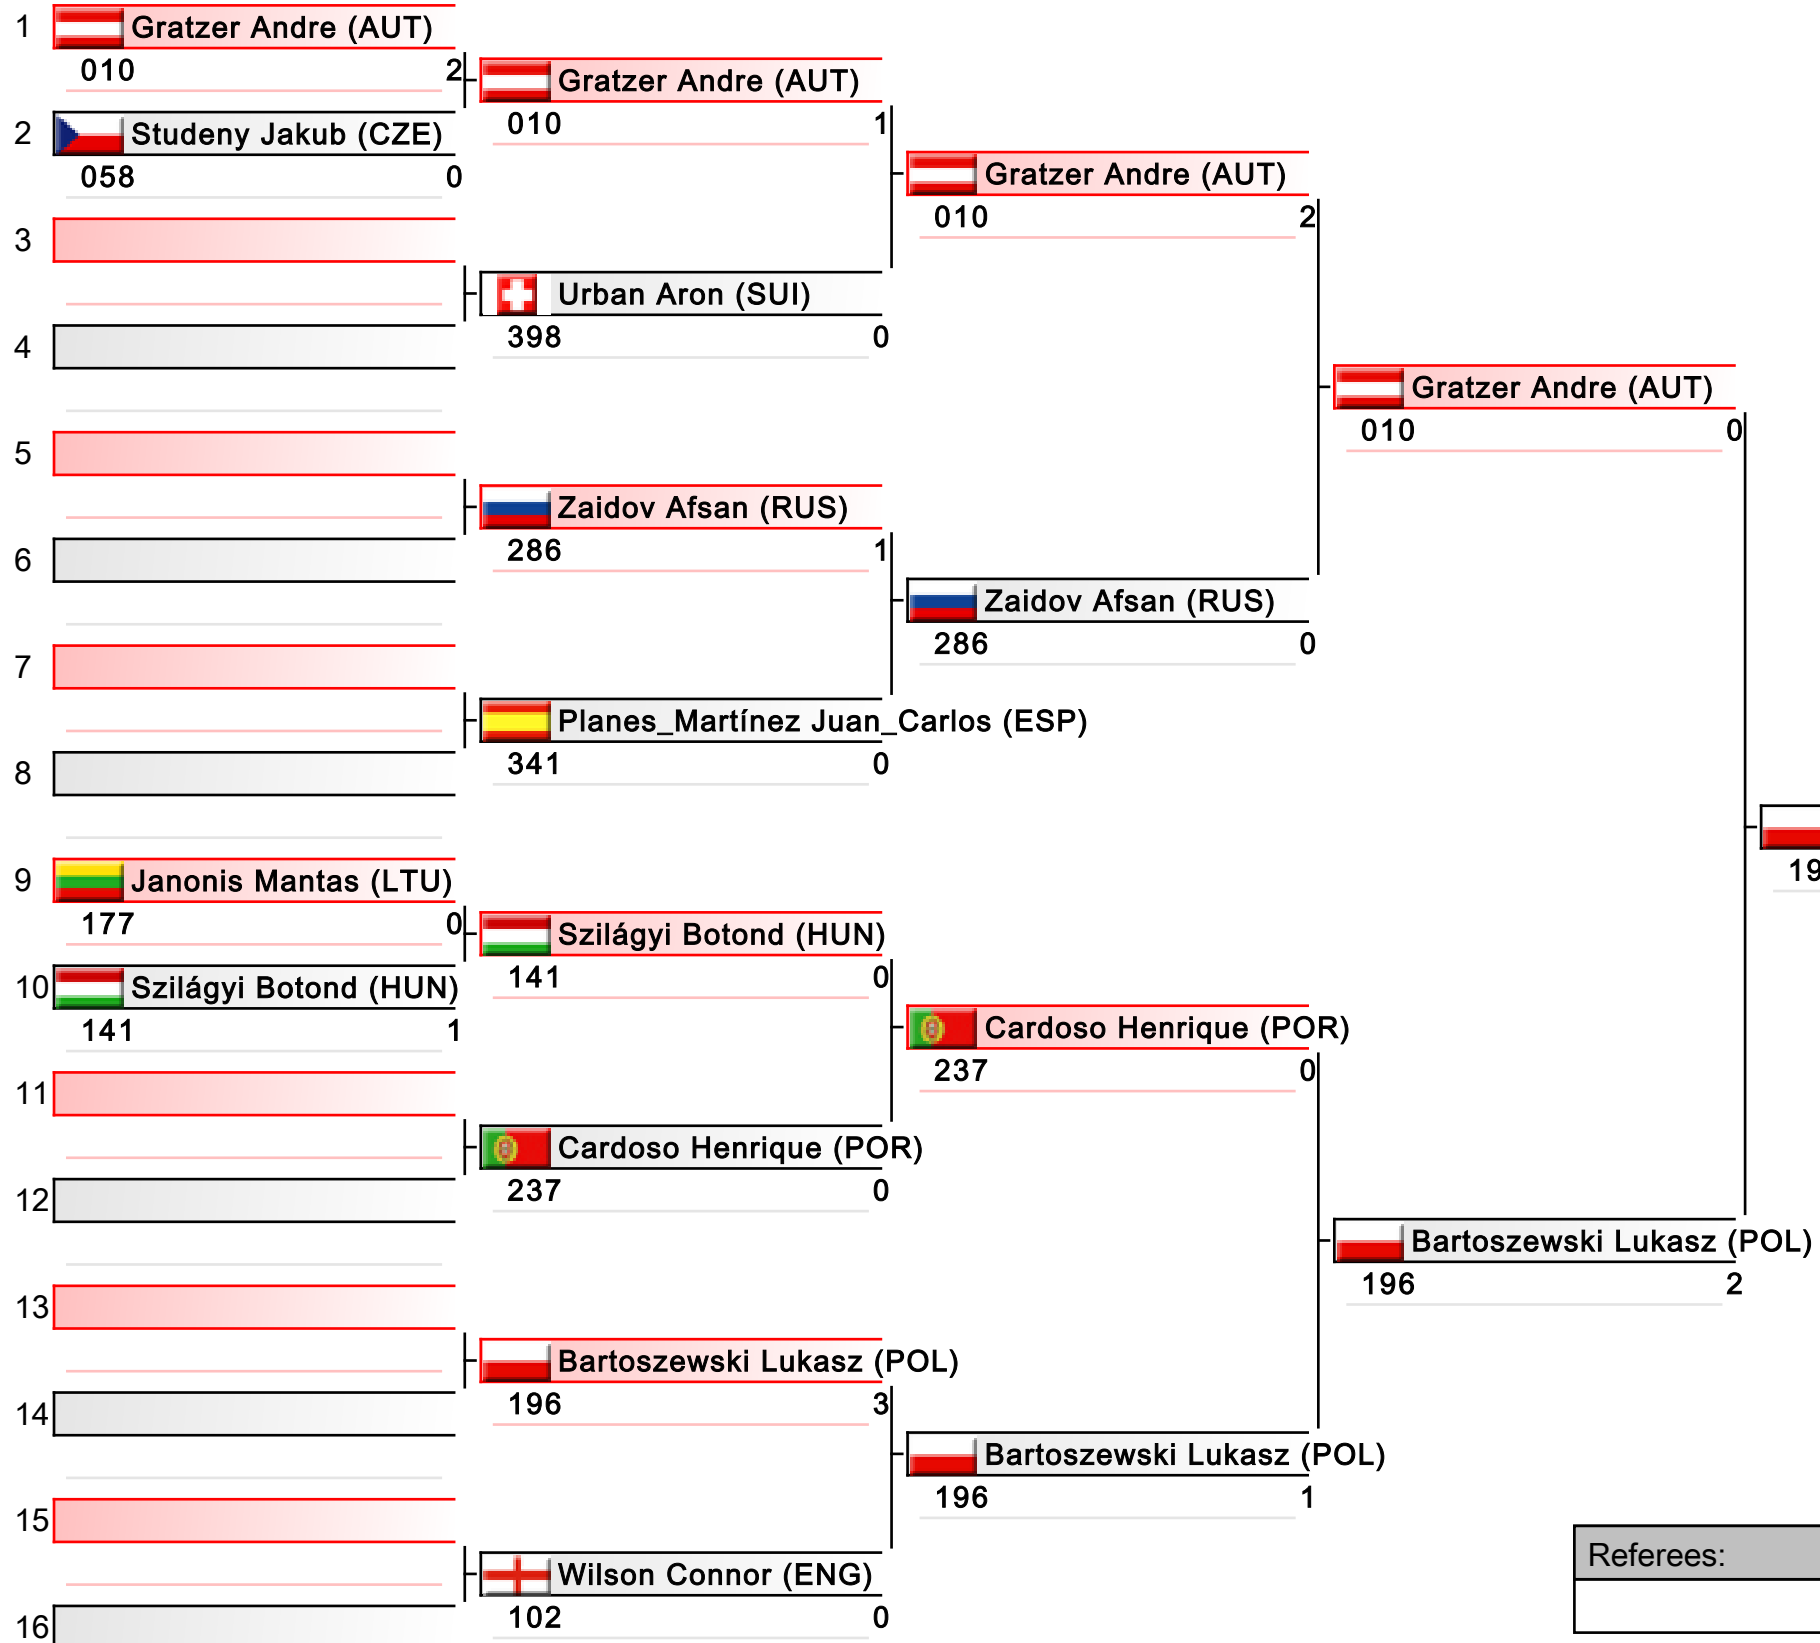 1 Gratzer Andre (AUT)
010 2
Gratzer Andre (AUT)
2 Studeny Jakub (CZE)
010 1
058 0
Gratzer Andre (AUT)
010 2
3
Urban Aron (SUI)
398 0
4
Gratzer Andre (AUT)
010 0
5
Zaidov Afsan (RUS)
286 1
6
Zaidov Afsan (RUS)
286 0
7
Planes_Martínez Juan_Carlos (ESP)
341 0
8
19
9 Janonis Mantas (LTU)
177 0
Szilágyi Botond (HUN)
141 0
10 Szilágyi Botond (HUN)
141 1
Cardoso Henrique (POR)
237 0
11
Cardoso Henrique (POR)
237 0
12
Bartoszewski Lukasz (POL)
196 2
13
Bartoszewski Lukasz (POL)
196 3
14
Bartoszewski Lukasz (POL)
196 1
15
Referees:
Wilson Connor (ENG)
102 0
16